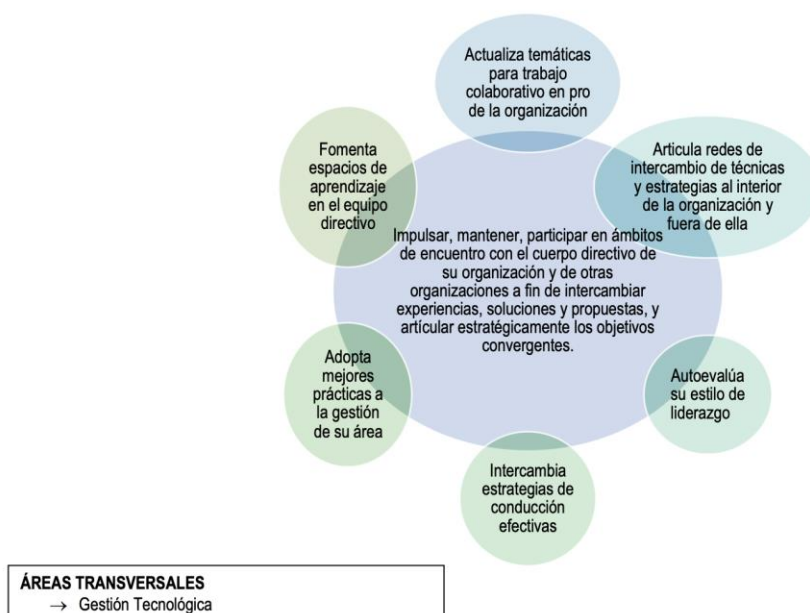 Actualiza temáticas
para trabajo
colaborativo en pro
de la organización
Articula redes de
intercambio de técnicas
y estrategias al interior
de la organización y
fuera de ella
Fomenta
espacios de
aprendizaje
en el equipo
directivo
Impulsar, mantener, participar en ámbitos
de encuentro con el cuerpo directivo de
su organización y de otras
organizaciones a fin de intercambiar
experiencias, soluciones y propuestas, y
artícular estratégicamente los objetivos
convergentes.
Autoevalúa
su estilo de
liderazgo
Adopta
mejores
prácticas a
la gestión
de su área
Intercambia
estrategias de
conducción
efectivas
ÁREAS TRANSVERSALES
→ Gestión Tecnológica